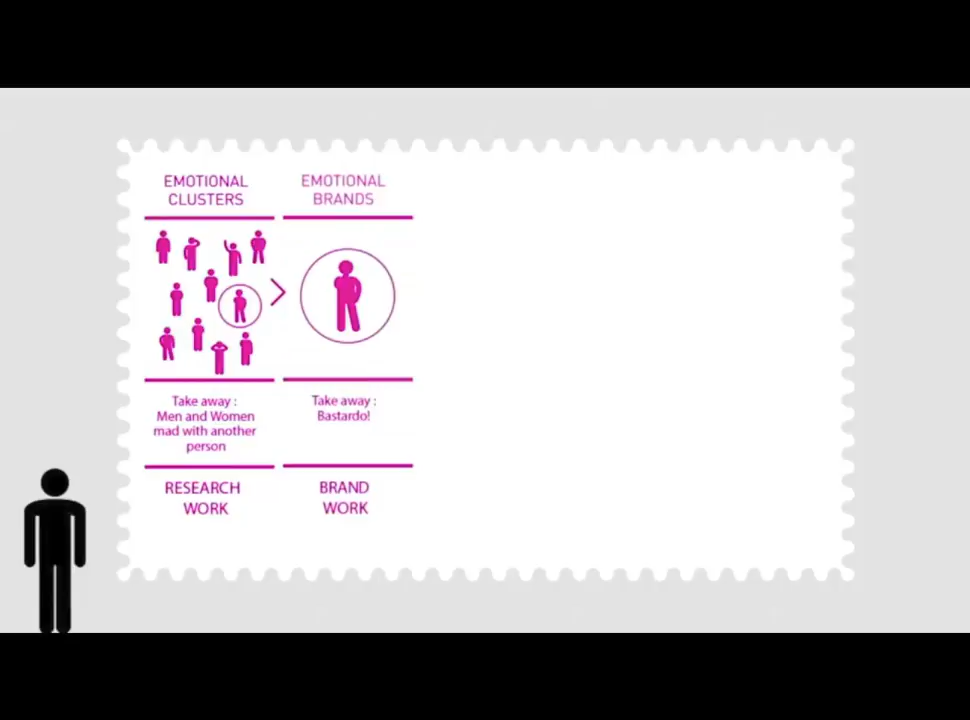 EMOTIONAL
CLUSTERS
Take away :
Men and Women
mad with another
person
RESEARCH
WORK
EMOTIONAL
BRANDS
Take away :
Bastardo!
BRAND
WORK